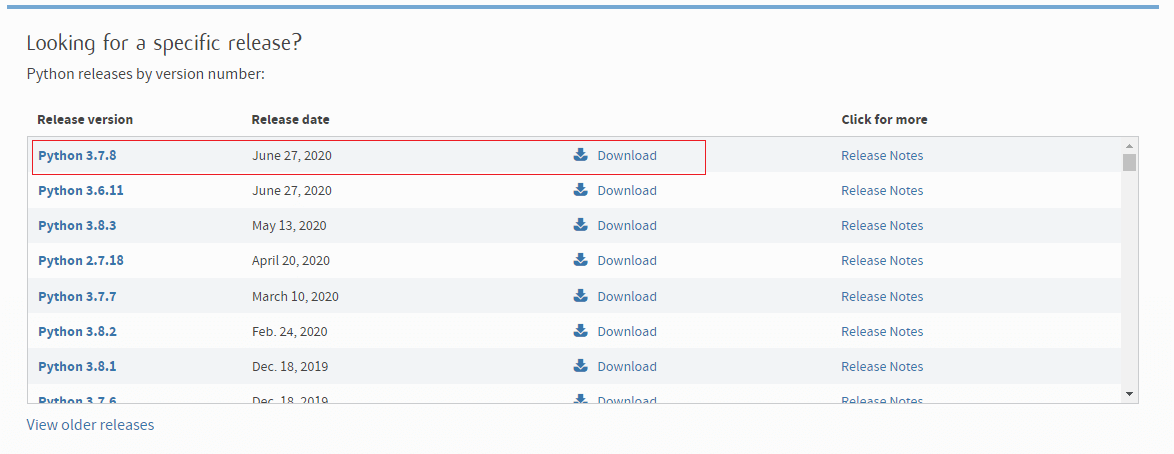 Looking for a specific release?
Python releases by version number:
Release version Release date Click for more
Python 3.7.8 June 27, 2020 Download Release Notes
Python 3.6.11 June 27, 2020 Download Release Notes
Python 3.8.3 May 13, 2020 Download Release Notes
Python 2.7.18 April 20, 2020 Download Release Notes
Python 3.7.7 March 10, 2020 Download Release Notes
Python 3.8.2 Feb. 24, 2020 Download Release Notes
Python 3.8.1 Dec. 18, 2019 Download Release Notes
Python 3.7.6 Dec. 18, 2019 Download Release Notes
View older releases